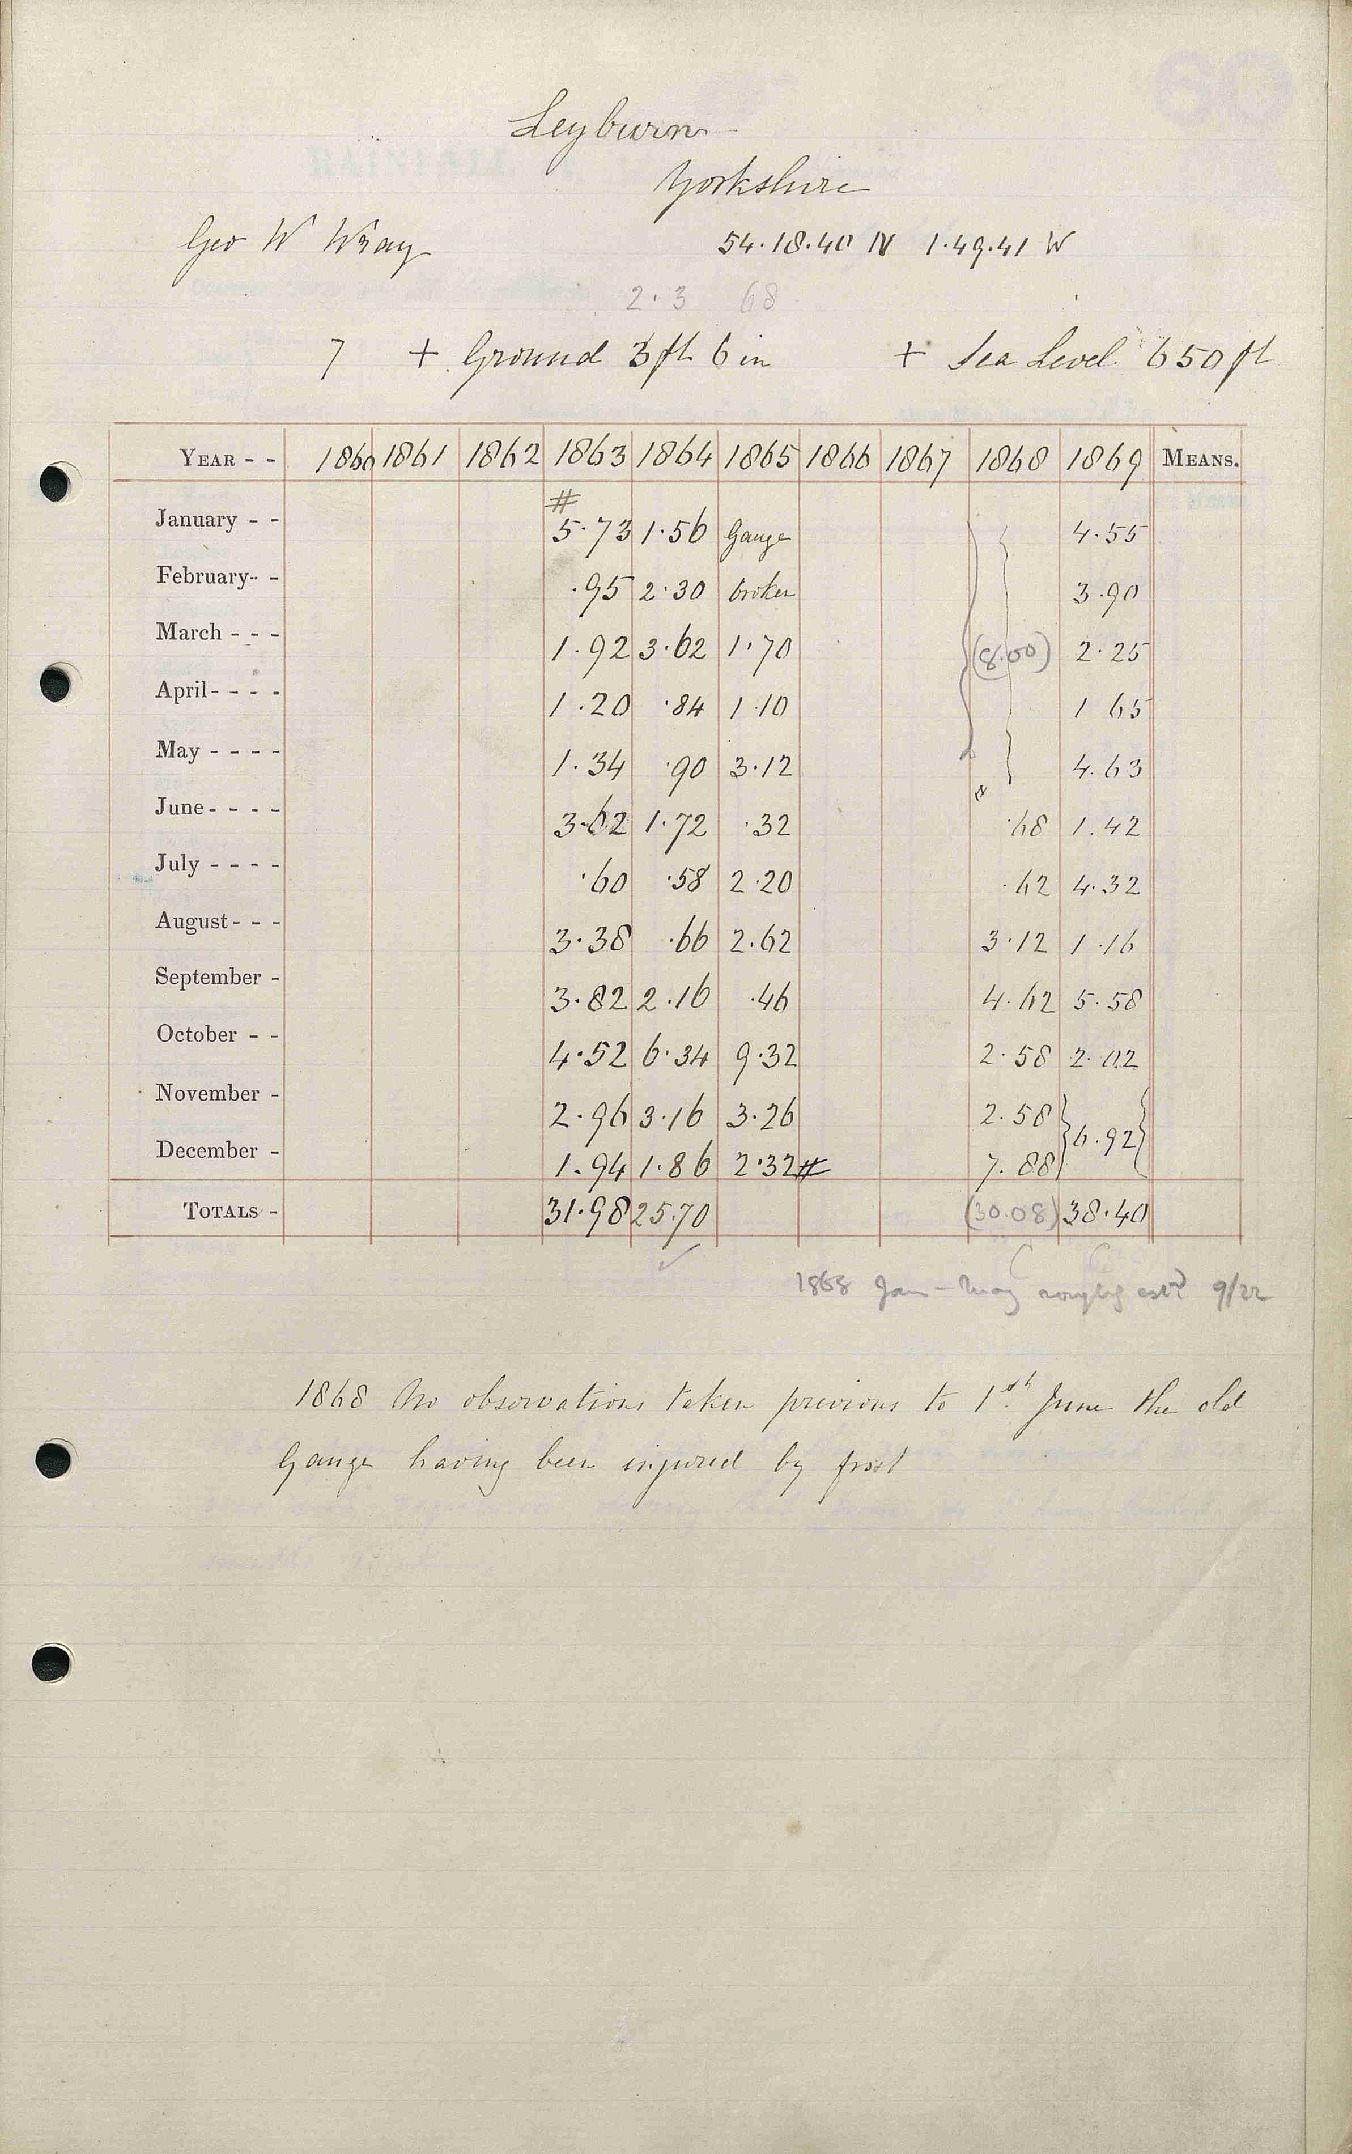 Leyburn
Yorkshire
Geo W Wray 54.18.40 N 1.49.41 W
2.3 68
7 + Ground 3 ft 6 in + Sea Level 650 ft
YEAR - - 1860 1861 1862 1863 1864 1865 1866 1867 1868 1869 MEANS.
#
January - - 5.73 1.56 Gauge 4.55
February - - .95 2.30 broken 3.90
March - - - 1.92 3.62 1.70 (8.00) 2.25
April - - - - 1.20 .84 1.10 1 65
May - - - - 1.34 .90 3.12 4.63
June - - - - 3.62 1.72 .32 .68 1.42
July - - - - .60 .58 2.20 .62 4.32
August - - - 3.38 .66 2.62 3.12 1.16
September - 3.82 2.16 .46 4.62 5.58
October - - 4.52 6.34 9.32 2.58 2.02
November - 2.96 3.16 3.26 2.58 } 6.92 }
December - 1.94 1.86 2.32 # 7.88
TOTALS - 31.98 25.70 (30.08) 38.40
1868 Jan - May roughly estd 9/22
1868 No observations taken previous to 1st June the old
Gauge having been injured by frost